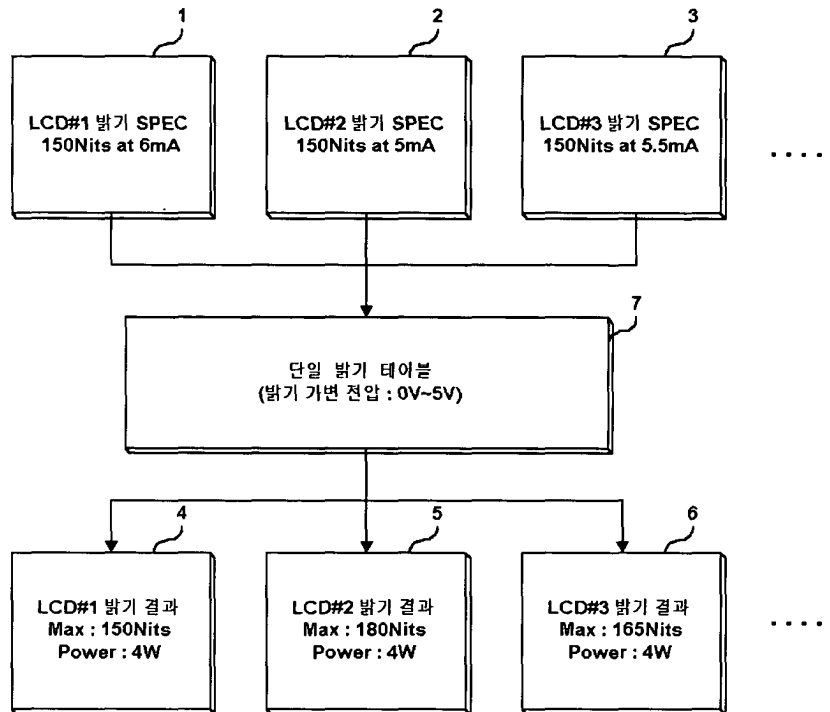 1
2
3
LCD#1 밝기 SPEC
150Nits at 6mA
LCD#2 밝기 SPEC
150Nits at 5mA
LCD#3 밝기 SPEC
150Nits at 5.5mA
. . . .
7
단일 밝기 테이블
(밝기 가변 전압 : 0V~5V)
4
5
6
LCD#1 밝기 결과
Max : 150Nits
Power : 4W
LCD#2 밝기 결과
Max : 180Nits
Power : 4W
LCD#3 밝기 결과
Max : 165Nits
Power : 4W
. . . .